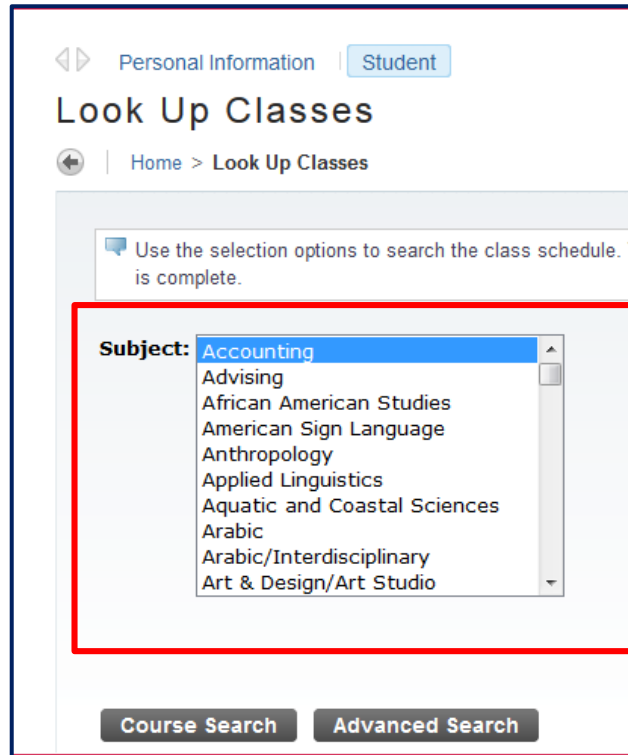 Personal Information Student
Look Up Classes
Home > Look Up Classes
Use the selection options to search the class schedule.
is complete.
Subject: Accounting
Advising
African American Studies
American Sign Language
Anthropology
Applied Linguistics
Aquatic and Coastal Sciences
Arabic
Arabic/Interdisciplinary
Art & Design/Art Studio
Course Search Advanced Search